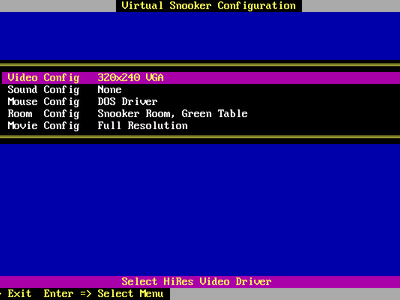 Virtual Snooker Configuration
Video Config 320x240 VGA
Sound Config None
Mouse Config DOS Driver
Room Config Snooker Room, Green Table
Movie Config Full Resolution
Select HiRes Video Driver
Exit Enter => Select Menu